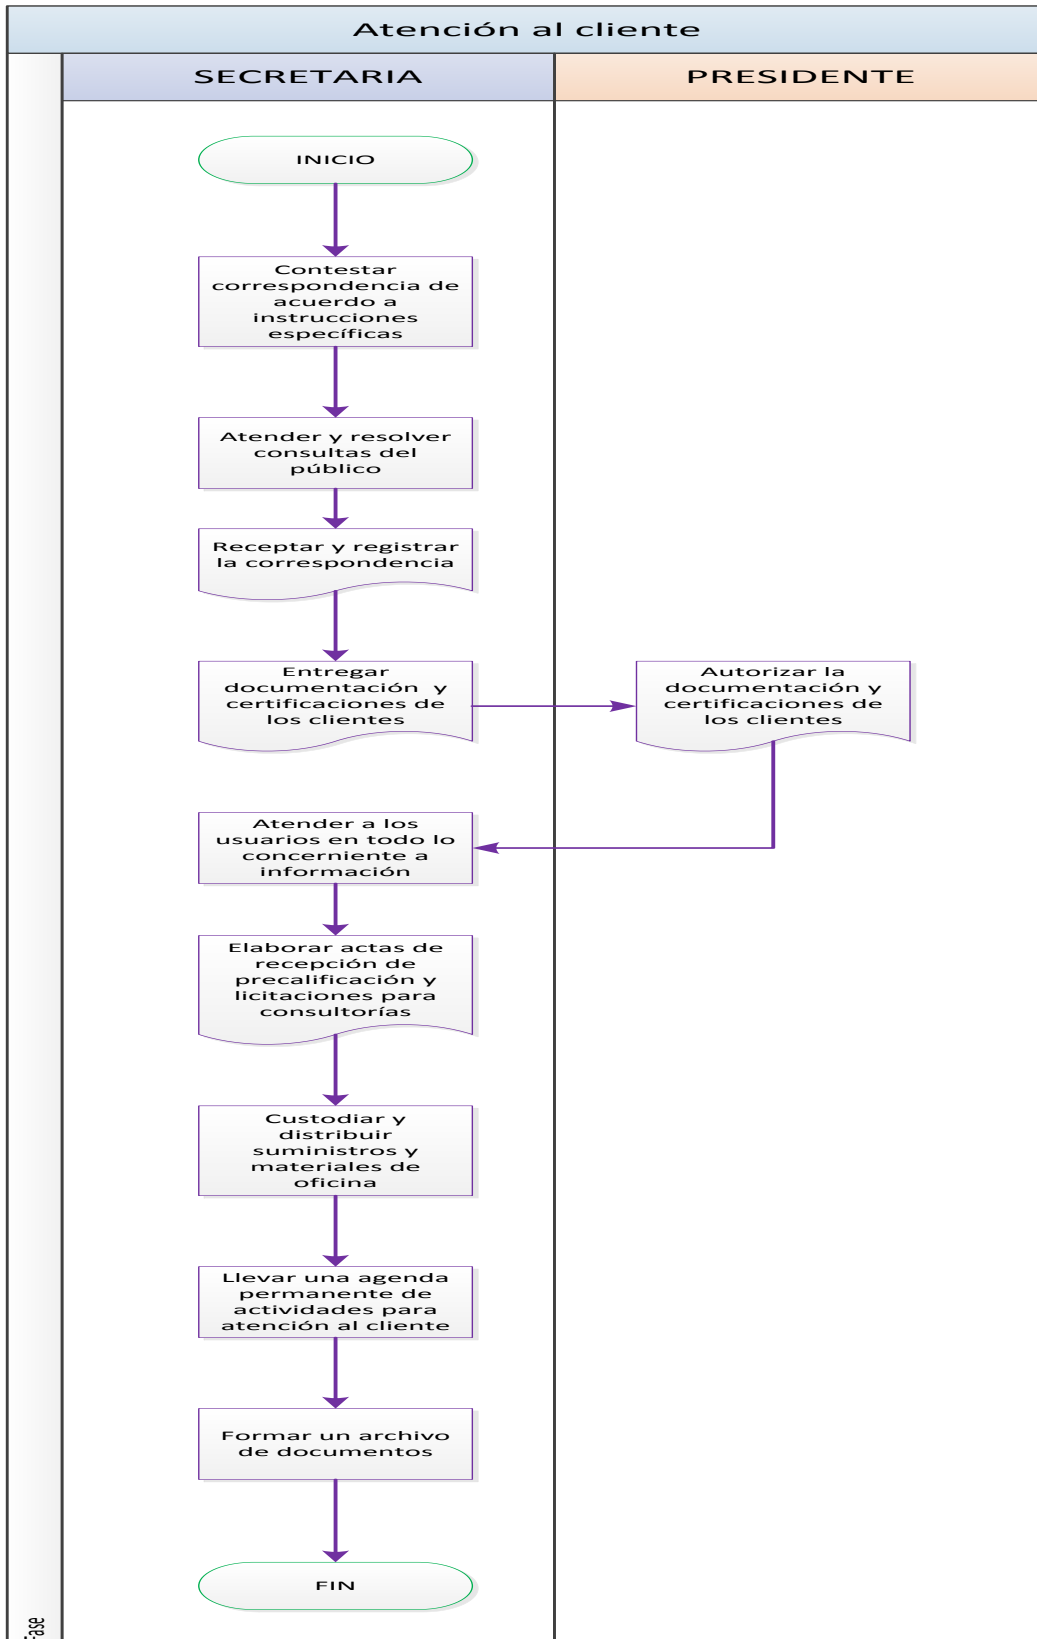 Atención al cliente
SECRETARIA
PRESIDENTE
INICIO
Contestar
correspondencia de
acuerdo a
instrucciones
específicas
Atender y resolver
consultas del
público
Receptar y registrar
la correspondencia
Entregar
documentación y
certificaciones de
los clientes
Autorizar la
documentación y
certificaciones de
los clientes
Atender a los
usuarios en todo lo
concerniente a
información
Elaborar actas de
recepción de
precalificación y
licitaciones para
consultorías
Custodiar y
distribuir
suministros y
materiales de
oficina
Llevar una agenda
permanente de
actividades para
atención al cliente
Formar un archivo
de documentos
FIN
Fase